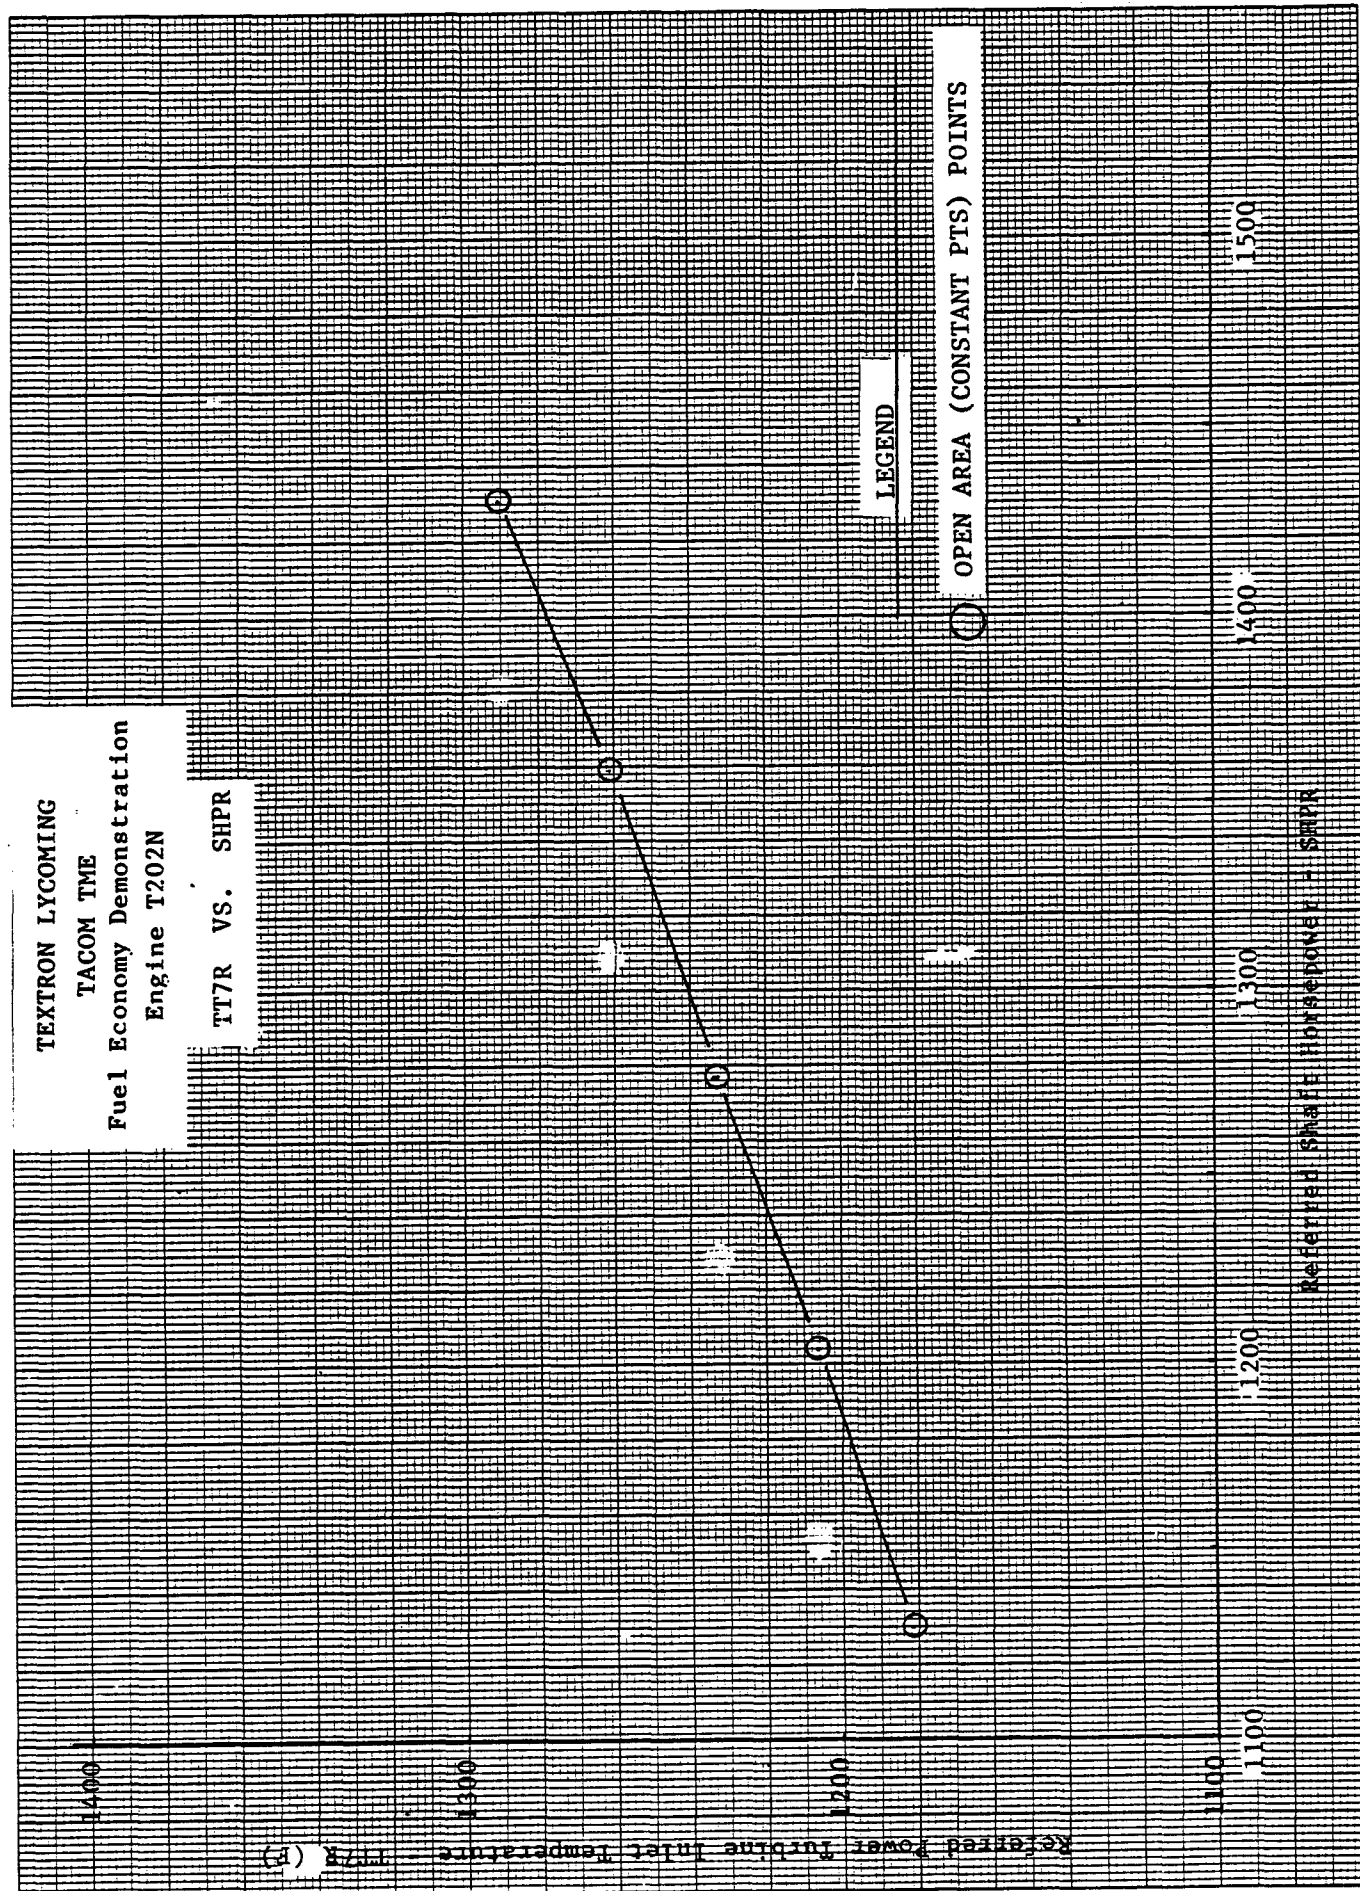 TEXTRON LYCOMING
TACOM TME
Fuel Economy Demonstration
Engine T202N
TT7R VS. SHPR
1400
1300
1200
1100
Referred Power Turbine Inlet Temperature - TT7R (F)
LEGEND
OPEN AREA (CONSTANT PTS) POINTS
1100
1200
1300
1400
1500
Referred Shaft Horsepower - SHPR